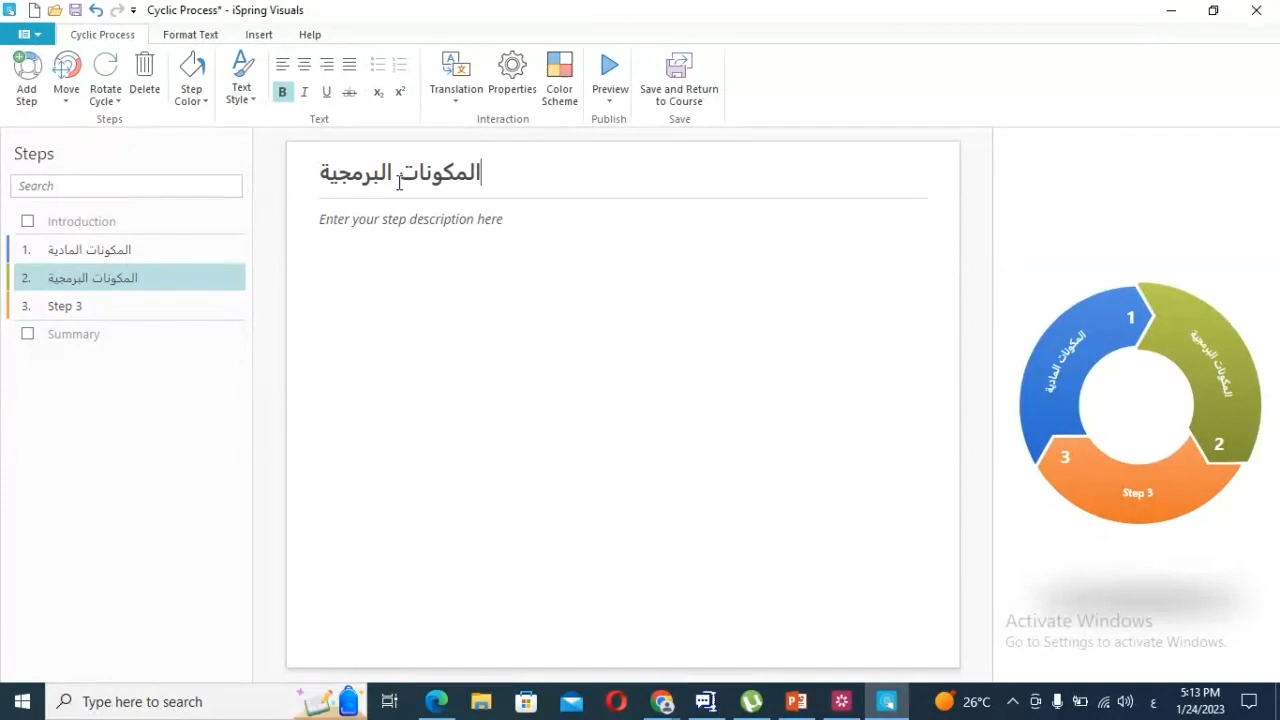 Cyclic Process* - iSpring Visuals
Cyclic Process
Format Text
Insert
Help
Add Step
Move
Rotate Cycle
Delete
Step Color
Text Style
B I U ab x₂ x²
Translation
Properties
Color Scheme
Preview
Save and Return to Course
Steps
Text
Interaction
Publish
Save
Steps
Search
Introduction
1. المكونات المادية
2. المكونات البرمجية
3. Step 3
Summary
المكونات البرمجية
Enter your step description here
1
المكونات المادية
المكونات البرمجية
2
3
Step 3
Activate Windows
Go to Settings to activate Windows.
Type here to search
26°C
ع
5:13 PM
1/24/2023